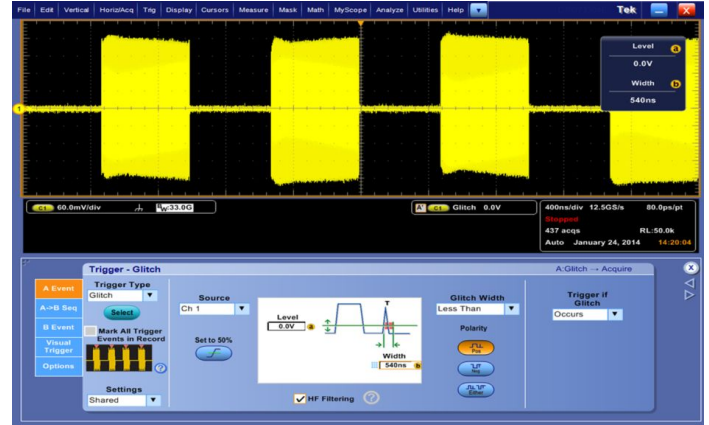 File Edit Vertical Horiz/Acq Trig Display Cursors Measure Mask Math MyScope Analyze Utilities Help Tek X
Level a
0.0V
Width b
540ns
1
C1 60.0mV/div BW:33.0G
A' C1 Glitch 0.0V
400ns/div 12.5GS/s 80.0ps/pt
Stopped
437 acqs RL:50.0k
Auto January 24, 2014 14:20:04
Trigger - Glitch A:Glitch → Acquire X
A Event
A->B Seq
B Event
Visual
Trigger
Options
Trigger Type
Glitch
Select
Mark All Trigger
Events in Record
?
Settings
Shared
Source
Ch 1
Set to 50%
Level
0.0V a
T
Width
540ns b
HF Filtering ?
Glitch Width
Less Than
Polarity
Pos
Neg
Either
Trigger if
Glitch
Occurs